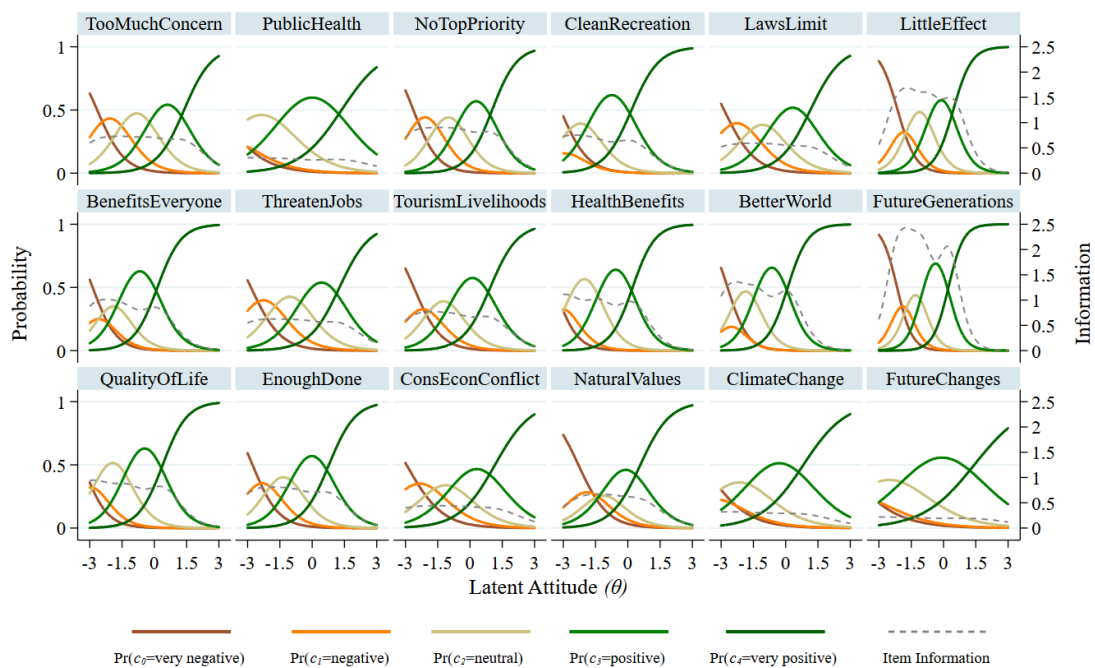 TooMuchConcern PublicHealth NoTopPriority CleanRecreation LawsLimit LittleEffect
1 2.5
2
1.5
0.5
1
0.5
0 0
BenefitsEveryone ThreatenJobs TourismLivelihoods HealthBenefits BetterWorld FutureGenerations
1 2.5
2
1.5
0.5
1
0.5
0 0
Probability
Information
QualityOfLife EnoughDone ConsEconConflict NaturalValues ClimateChange FutureChanges
1 2.5
2
1.5
0.5
1
0.5
0 0
-3 -1.5 0 1.5 3 -3 -1.5 0 1.5 3 -3 -1.5 0 1.5 3 -3 -1.5 0 1.5 3 -3 -1.5 0 1.5 3 -3 -1.5 0 1.5 3
Latent Attitude (θ)
Pr(c₀=very negative) Pr(c₁=negative) Pr(c₂=neutral) Pr(c₃=positive) Pr(c₄=very positive) Item Information